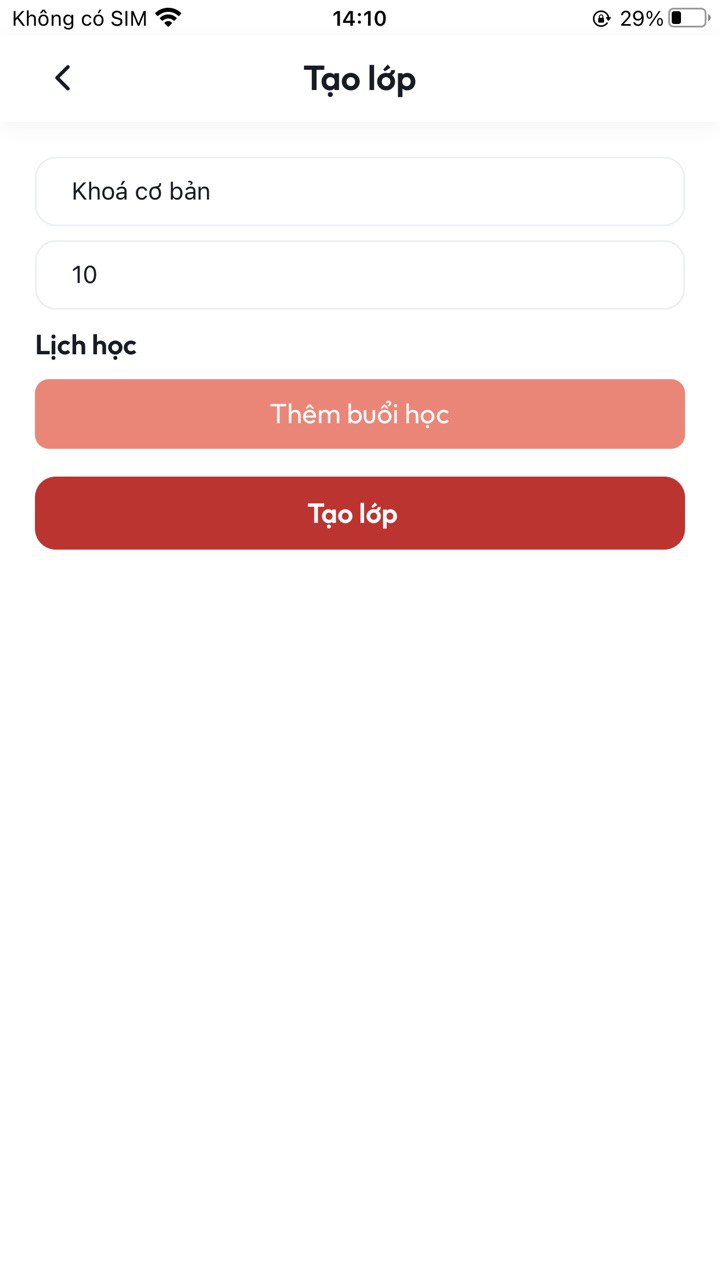 Không có SIM 14:10 29%
Tạo lớp
Khoá cơ bản
10
Lịch học
Thêm buổi học
Tạo lớp